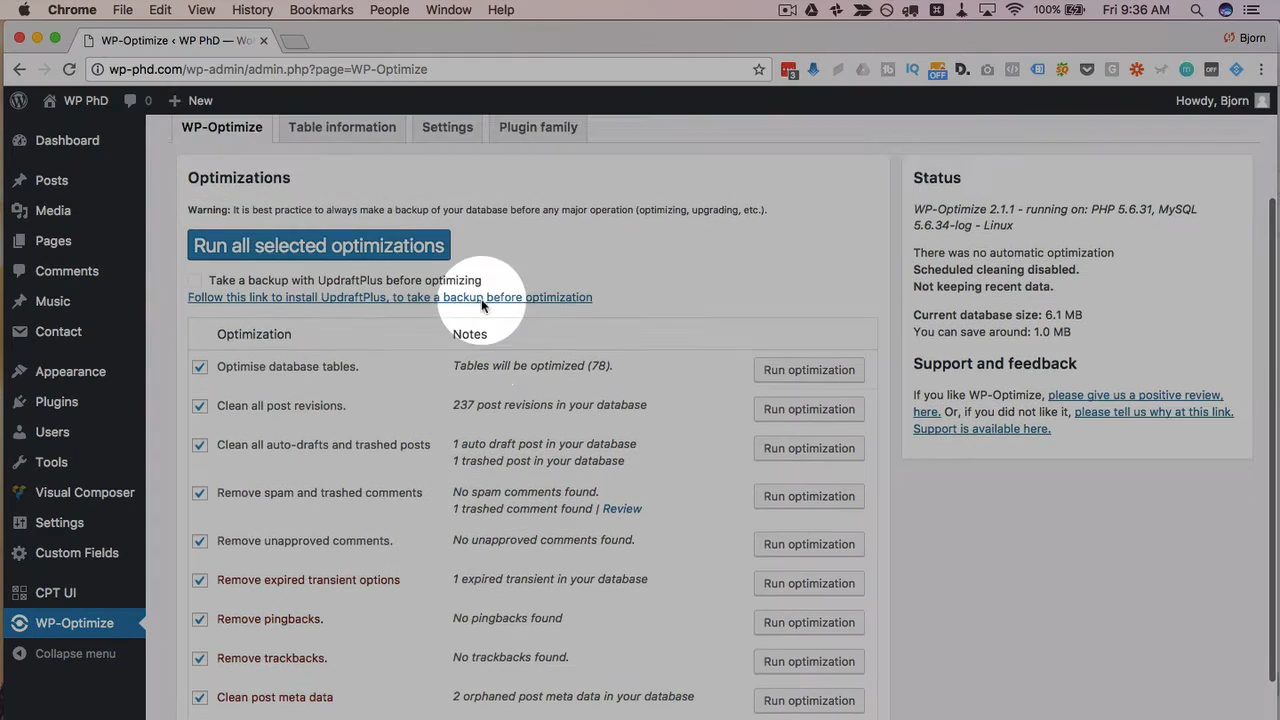 Chrome File Edit View History Bookmarks People Window Help 100% Fri 9:36 AM
WP-Optimize ‹ WP PhD — Wo
Bjorn
wp-phd.com/wp-admin/admin.php?page=WP-Optimize
3
OFF
D.
IQ
G
WP PhD 0 + New Howdy, Bjorn
Dashboard
Posts
Media
Pages
Comments
Music
Contact
Appearance
Plugins
Users
Tools
Visual Composer
Settings
Custom Fields
CPT UI
WP-Optimize
Collapse menu
WP-Optimize Table information Settings Plugin family
Optimizations
Warning: It is best practice to always make a backup of your database before any major operation (optimizing, upgrading, etc.).
Run all selected optimizations
Take a backup with UpdraftPlus before optimizing
Follow this link to install UpdraftPlus, to take a backup before optimization
Optimization Notes
Optimise database tables. Tables will be optimized (78). Run optimization
Clean all post revisions. 237 post revisions in your database Run optimization
Clean all auto-drafts and trashed posts 1 auto draft post in your database Run optimization
1 trashed post in your database
Remove spam and trashed comments No spam comments found. Run optimization
1 trashed comment found | Review
Remove unapproved comments. No unapproved comments found. Run optimization
Remove expired transient options 1 expired transient in your database Run optimization
Remove pingbacks. No pingbacks found Run optimization
Remove trackbacks. No trackbacks found. Run optimization
Clean post meta data 2 orphaned post meta data in your database Run optimization
Status
WP-Optimize 2.1.1 - running on: PHP 5.6.31, MySQL
5.6.34-log - Linux
There was no automatic optimization
Scheduled cleaning disabled.
Not keeping recent data.
Current database size: 6.1 MB
You can save around: 1.0 MB
Support and feedback
If you like WP-Optimize, please give us a positive review,
here. Or, if you did not like it, please tell us why at this link.
Support is available here.